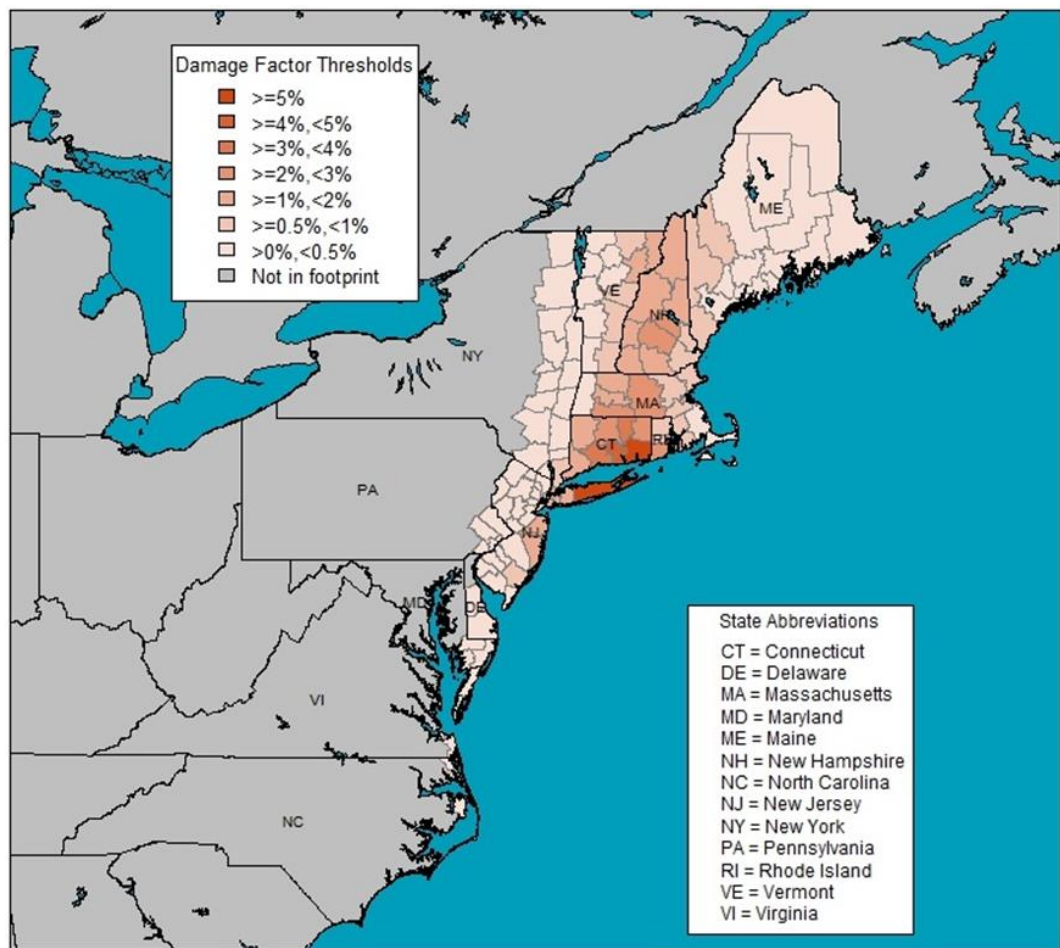 Damage Factor Thresholds
>=5%
>=4%,<5%
>=3%,<4%
>=2%,<3%
>=1%,<2%
>=0.5%,<1%
>0%,<0.5%
Not in footprint
ME
VE
NH
NY
MA
CT
RI
PA
NJ
MD
DE
VI
NC
State Abbreviations
CT = Connecticut
DE = Delaware
MA = Massachusetts
MD = Maryland
ME = Maine
NH = New Hampshire
NC = North Carolina
NJ = New Jersey
NY = New York
PA = Pennsylvania
RI = Rhode Island
VE = Vermont
VI = Virginia